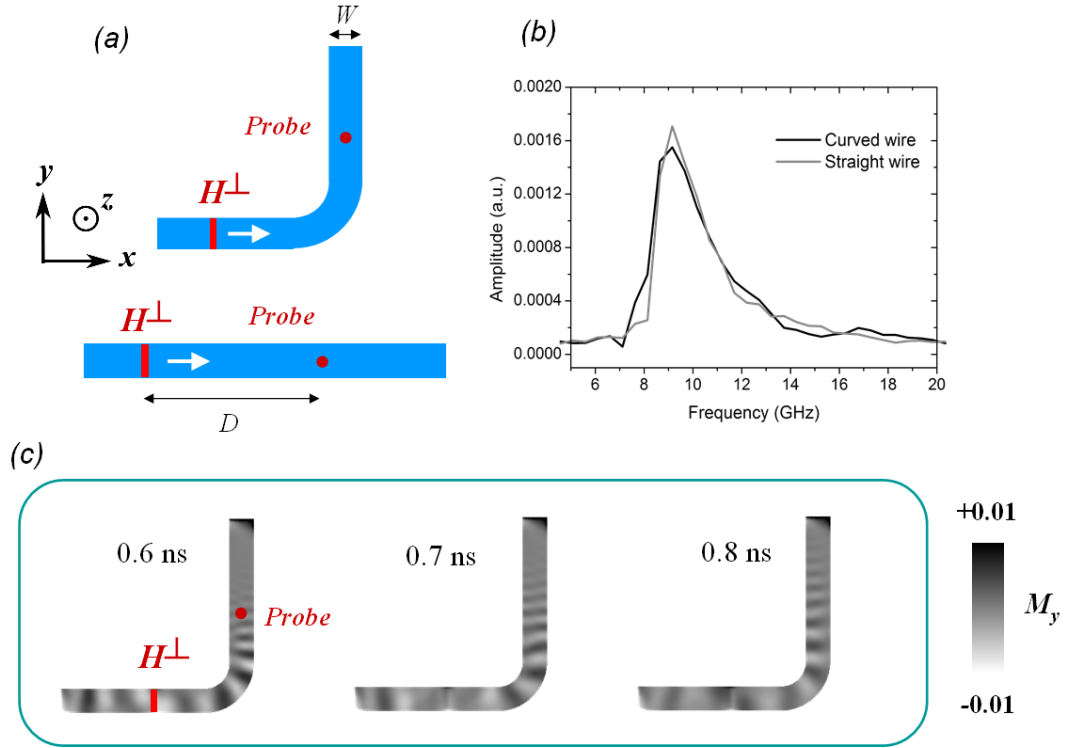 (a)
W
Probe
y
z
x
H⊥
H⊥
Probe
D
(b)
0.0020
0.0016
0.0012
0.0008
0.0004
0.0000
Amplitude (a.u.)
Curved wire
Straight wire
6 8 10 12 14 16 18 20
Frequency (GHz)
(c)
0.6 ns
0.7 ns
0.8 ns
Probe
H⊥
+0.01
My
-0.01